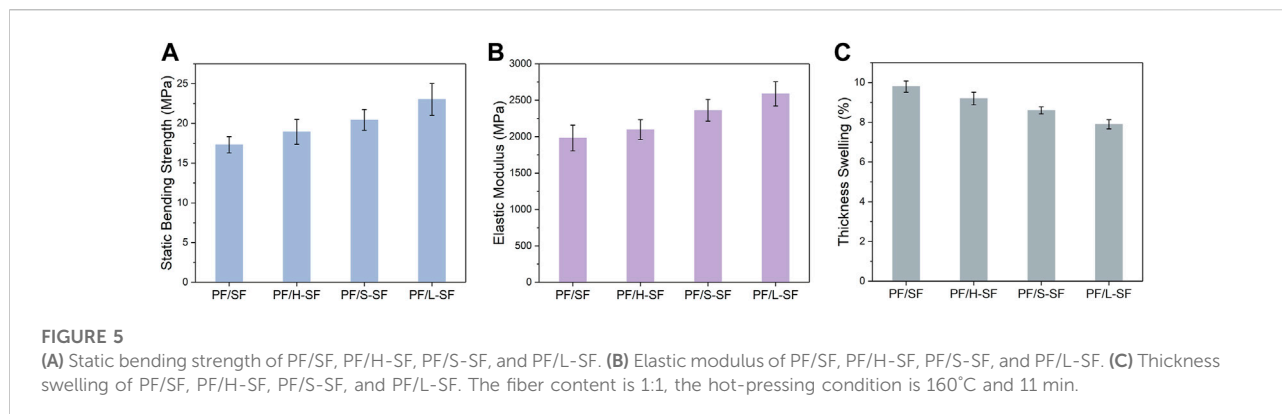 A
Static Bending Strength (MPa)
25
20
15
10
5
0
PF/SF PF/H-SF PF/S-SF PF/L-SF
B
Elastic Modulus (MPa)
3000
2500
2000
1500
1000
500
0
PF/SF PF/H-SF PF/S-SF PF/L-SF
C
Thickness Swelling (%)
10
8
6
4
2
0
PF/SF PF/H-SF PF/S-SF PF/L-SF
FIGURE 5
(A) Static bending strength of PF/SF, PF/H-SF, PF/S-SF, and PF/L-SF. (B) Elastic modulus of PF/SF, PF/H-SF, PF/S-SF, and PF/L-SF. (C) Thickness
swelling of PF/SF, PF/H-SF, PF/S-SF, and PF/L-SF. The fiber content is 1:1, the hot-pressing condition is 160°C and 11 min.